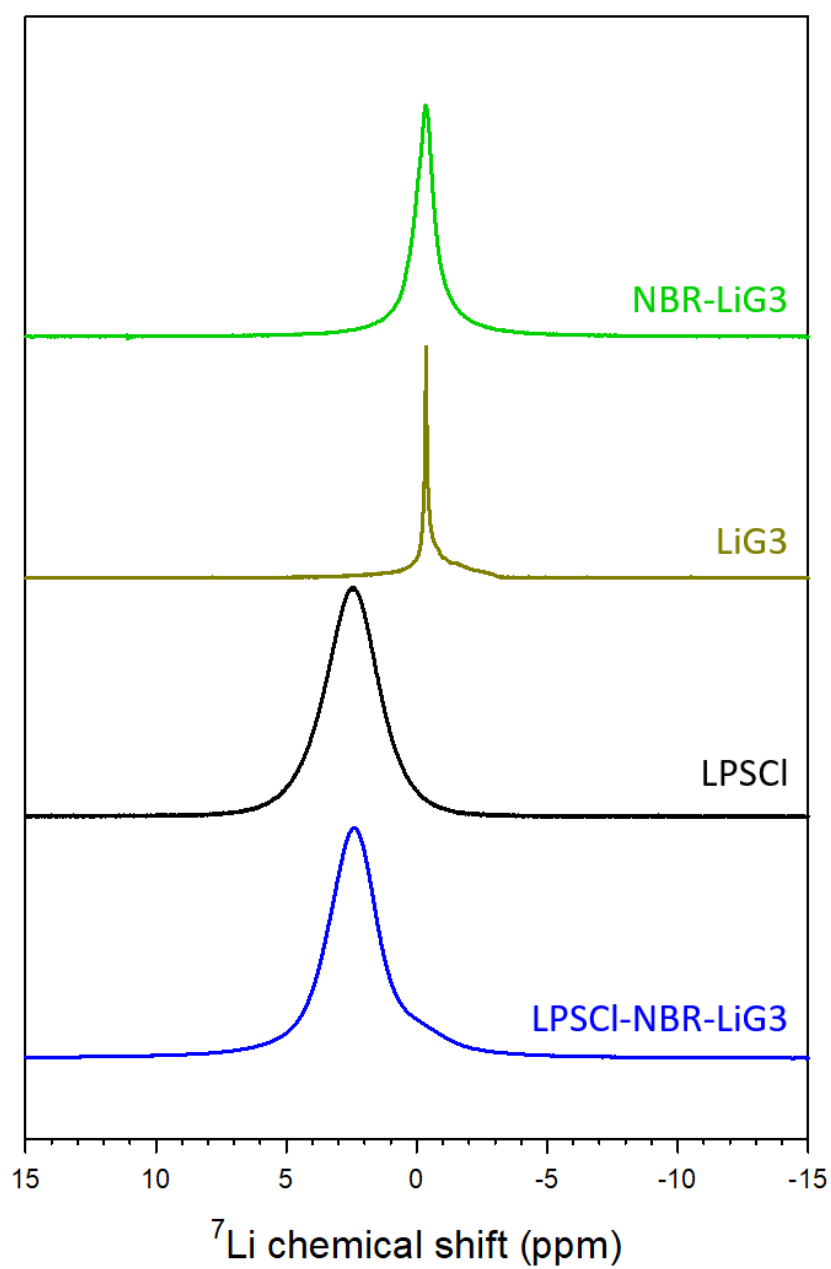 NBR-LiG3
LiG3
LPSCl
LPSCl-NBR-LiG3
15 10 5 0 -5 -10 -15
⁷Li chemical shift (ppm)